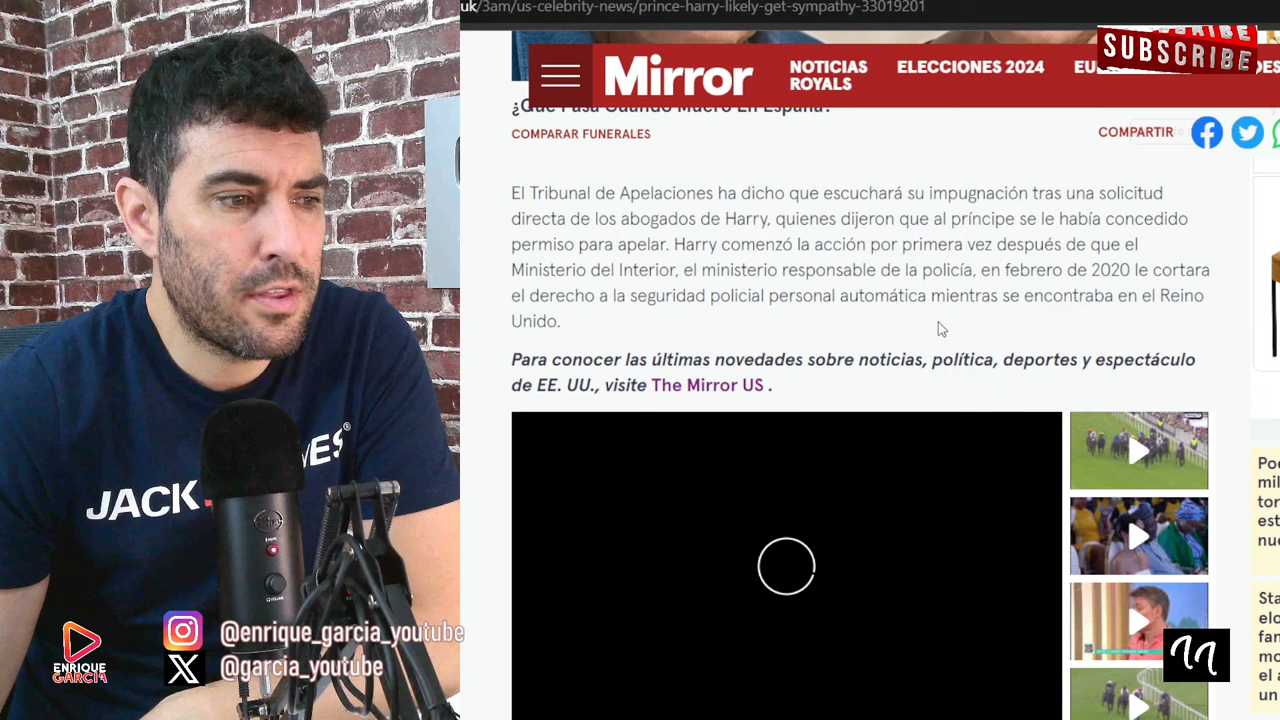 uk/3am/us-celebrity-news/prince-harry-likely-get-sympathy-33019201
SUBSCRIBE
SUBSCRIBE
Mirror
NOTICIAS
ROYALS
ELECCIONES 2024
¿Qué Pasa Cuando Muero En España?
COMPARAR FUNERALES
COMPARTIR
El Tribunal de Apelaciones ha dicho que escuchará su impugnación tras una solicitud
directa de los abogados de Harry, quienes dijeron que al príncipe se le había concedido
permiso para apelar. Harry comenzó la acción por primera vez después de que el
Ministerio del Interior, el ministerio responsable de la policía, en febrero de 2020 le cortara
el derecho a la seguridad policial personal automática mientras se encontraba en el Reino
Unido.
Para conocer las últimas novedades sobre noticias, política, deportes y espectáculo
de EE. UU., visite The Mirror US .
JACK
ENRIQUE
GARCIA
@enrique_garcia_youtube
@garcia_youtube